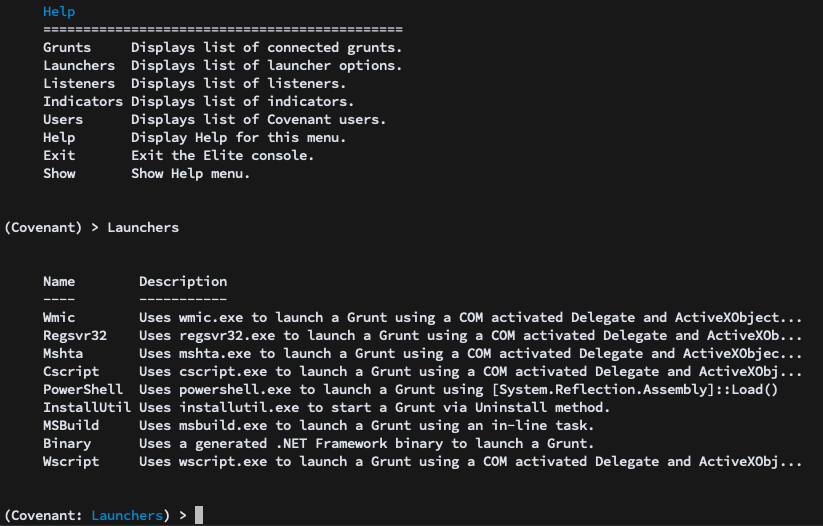 Help
=============================================
Grunts Displays list of connected grunts.
Launchers Displays list of launcher options.
Listeners Displays list of listeners.
Indicators Displays list of indicators.
Users Displays list of Covenant users.
Help Display Help for this menu.
Exit Exit the Elite console.
Show Show Help menu.
(Covenant) > Launchers
Name Description
---- -----------
Wmic Uses wmic.exe to launch a Grunt using a COM activated Delegate and ActiveXObject...
Regsvr32 Uses regsvr32.exe to launch a Grunt using a COM activated Delegate and ActiveXOb...
Mshta Uses mshta.exe to launch a Grunt using a COM activated Delegate and ActiveXObjec...
Cscript Uses cscript.exe to launch a Grunt using a COM activated Delegate and ActiveXObj...
PowerShell Uses powershell.exe to launch a Grunt using [System.Reflection.Assembly]::Load()
InstallUtil Uses installutil.exe to start a Grunt via Uninstall method.
MSBuild Uses msbuild.exe to launch a Grunt using an in-line task.
Binary Uses a generated .NET Framework binary to launch a Grunt.
Wscript Uses wscript.exe to launch a Grunt using a COM activated Delegate and ActiveXObj...
(Covenant: Launchers) >